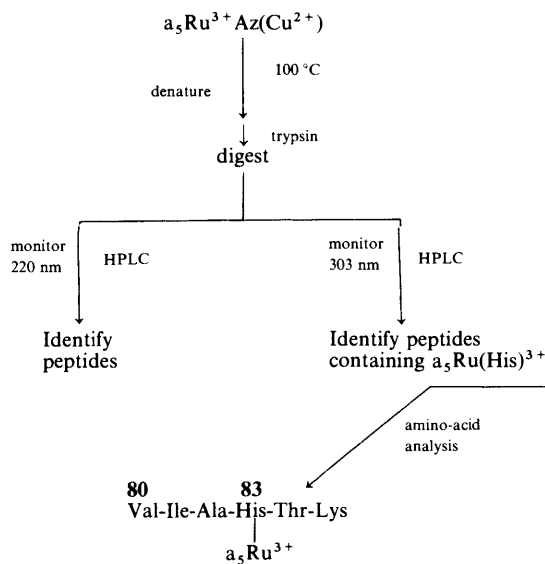 a₅Ru³⁺Az(Cu²⁺)
100 °C
denature
trypsin
digest
monitor
220 nm
HPLC
monitor
303 nm
HPLC
Identify
peptides
Identify peptides
containing a₅Ru(His)³⁺
amino-acid
analysis
80 83
Val-Ile-Ala-His-Thr-Lys
a₅Ru³⁺